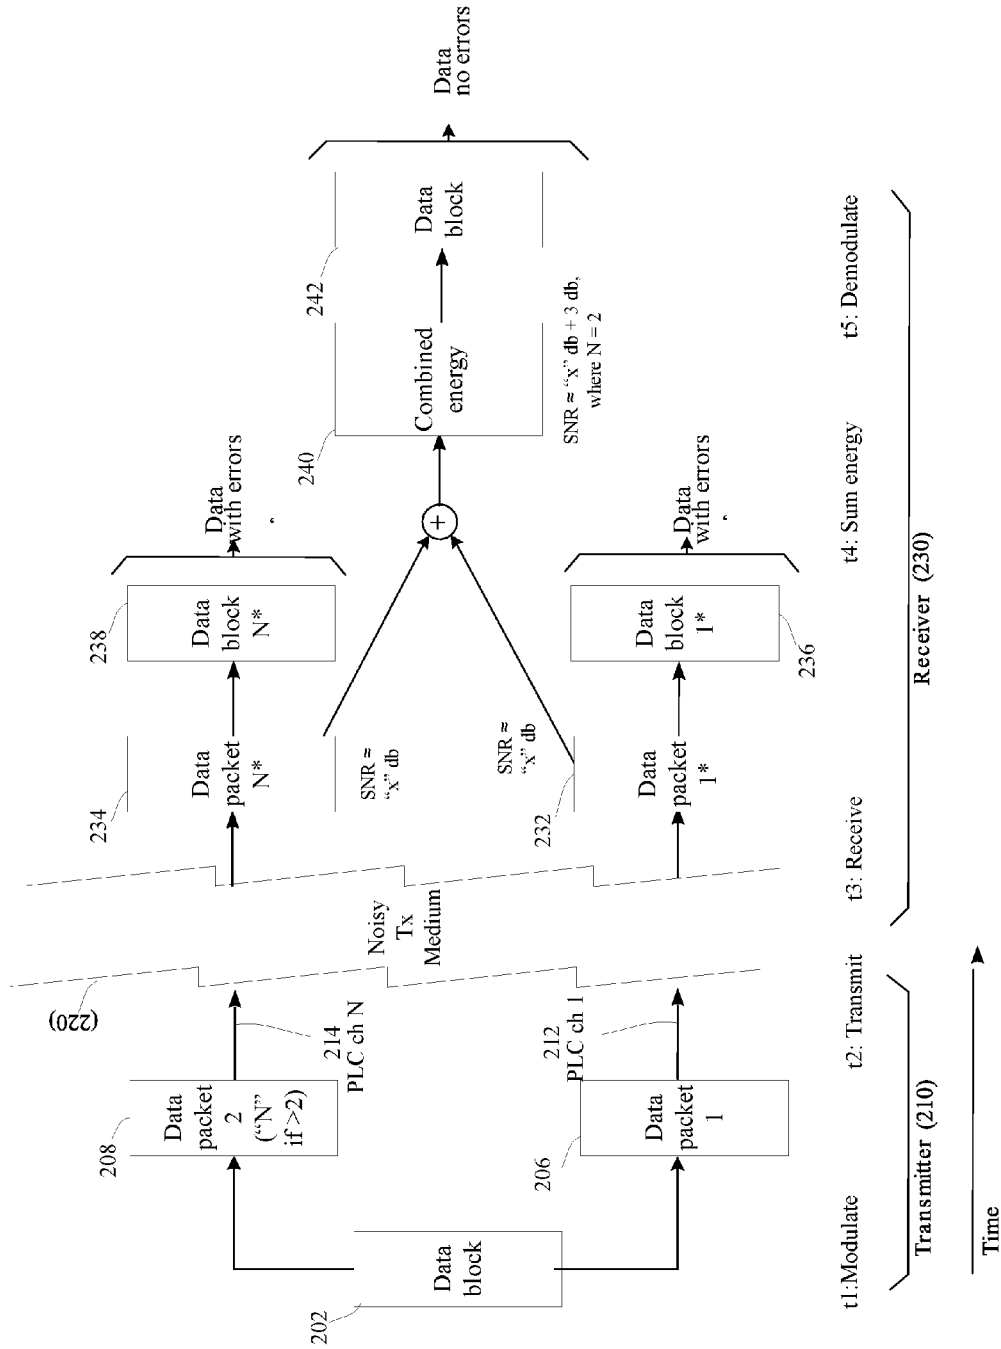 202
Data
block
208
Data
packet
2
("N"
if >2)
206
Data
packet
1
214
PLC ch N
212
PLC ch 1
(220)
Noisy
Tx
Medium
234
Data
packet
N*
SNR ≈
“x” db
SNR ≈
“x” db
232
Data
packet
1*
238
Data
block
N*
Data
with errors
236
Data
block
1*
Data
with errors
+
240
Combined
energy
SNR ≈ “x” db + 3 db,
where N = 2
242
Data
block
Data
no errors
t1:Modulate
t2: Transmit
t3: Receive
t4: Sum energy
t5: Demodulate
Transmitter (210)
Receiver (230)
Time